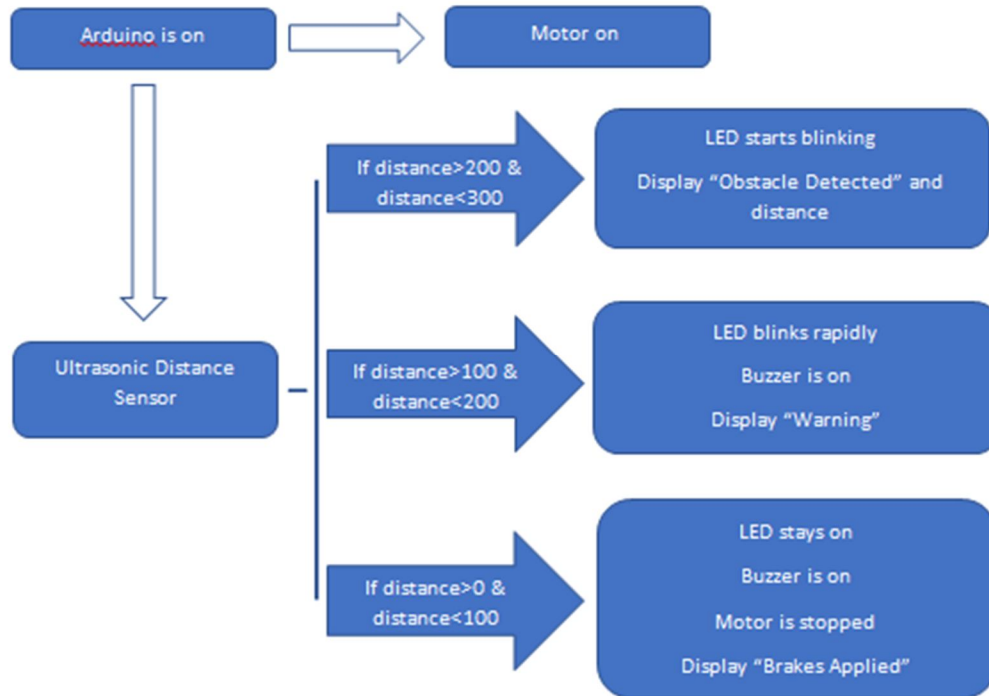 Arduino is on
Motor on
If distance>200 &
distance<300
LED starts blinking
Display “Obstacle Detected” and
distance
Ultrasonic Distance
Sensor
If distance>100 &
distance<200
LED blinks rapidly
Buzzer is on
Display “Warning”
If distance>0 &
distance<100
LED stays on
Buzzer is on
Motor is stopped
Display “Brakes Applied”